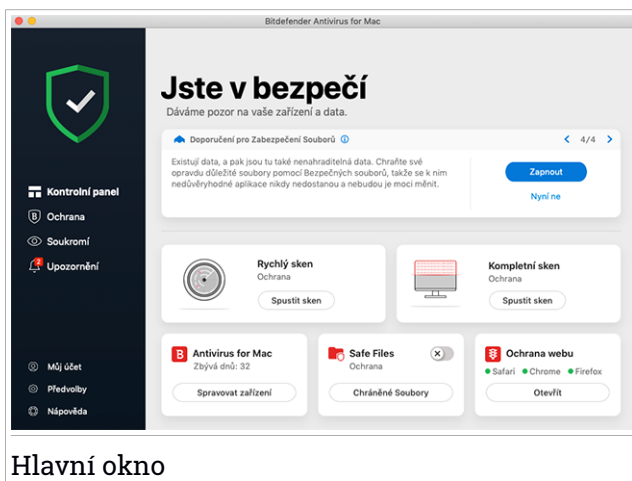 Bitdefender Antivirus for Mac
Jste v bezpečí
Dáváme pozor na vaše zařízení a data.
Doporučení pro Zabezpečení Souborů
4/4
Existují data, a pak jsou tu také nenahraditelná data. Chraňte své
opravdu důležité soubory pomocí Bezpečných souborů, takže se k nim
nedůvěryhodné aplikace nikdy nedostanou a nebudou je moci měnit.
Zapnout
Nyní ne
Kontrolní panel
B Ochrana
Soukromí
2 Upozornění
Rychlý sken
Ochrana
Spustit sken
Kompletní sken
Ochrana
Spustit sken
B Antivirus for Mac
Zbývá dnů: 32
Spravovat zařízení
Safe Files
Ochrana
Chráněné Soubory
Ochrana webu
Safari Chrome Firefox
Otevřít
Můj účet
Předvolby
Nápověda
Hlavní okno